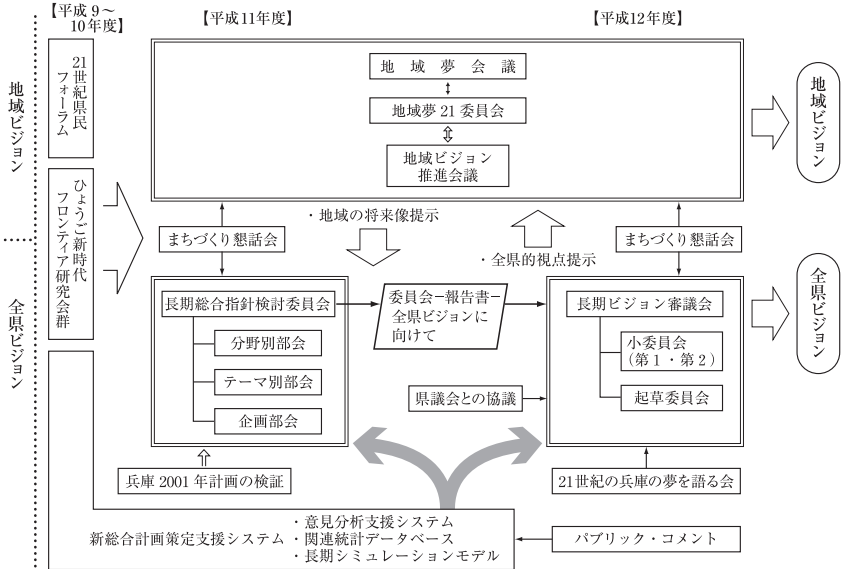 【平成9～
10年度】
【平成11年度】
【平成12年度】
地域ビジョン
21世紀県民
フォーラム
地域夢会議
地域夢21委員会
地域ビジョン
推進会議
地域ビジョン
ひょうご新時代
フロンティア研究会群
まちづくり懇話会
・地域の将来像提示
・全県的視点提示
まちづくり懇話会
全県ビジョン
長期総合指針検討委員会
分野別部会
テーマ別部会
企画部会
委員会−報告書−
全県ビジョンに
向けて
長期ビジョン審議会
小委員会
（第1・第2）
起草委員会
全県ビジョン
県議会との協議
兵庫2001年計画の検証
21世紀の兵庫の夢を語る会
新総合計画策定支援システム
・意見分析支援システム
・関連統計データベース
・長期シミュレーションモデル
パブリック・コメント